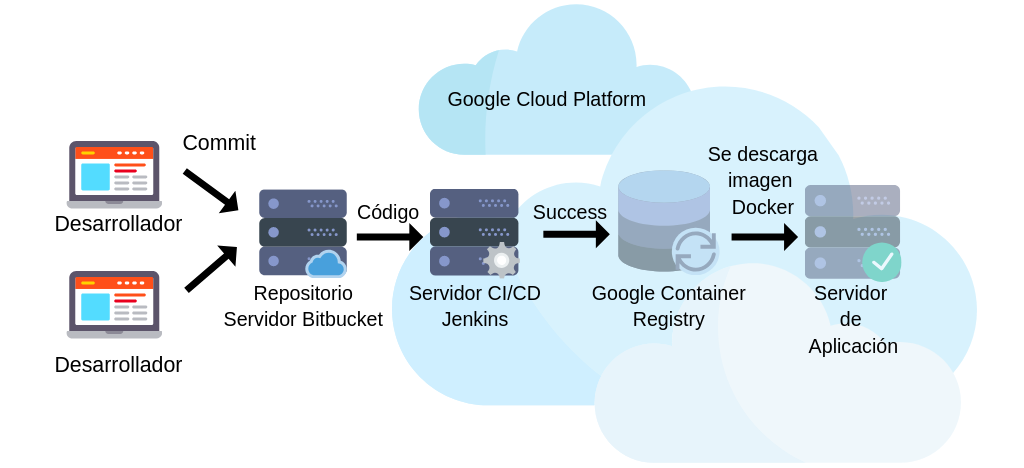 Google Cloud Platform
Commit
Desarrollador
Desarrollador
Repositorio
Servidor Bitbucket
Código
Servidor CI/CD
Jenkins
Success
Google Container
Registry
Se descarga
imagen
Docker
Servidor
de
Aplicación